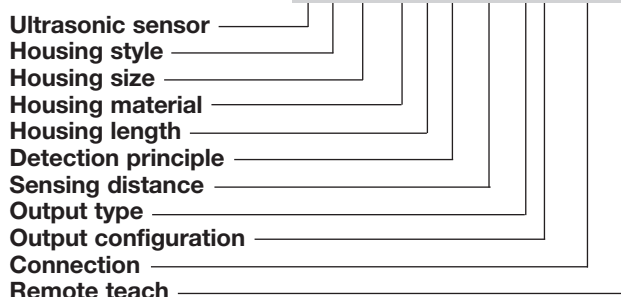 Ultrasonic sensor
Housing style
Housing size
Housing material
Housing length
Detection principle
Sensing distance
Output type
Output configuration
Connection
Remote teach